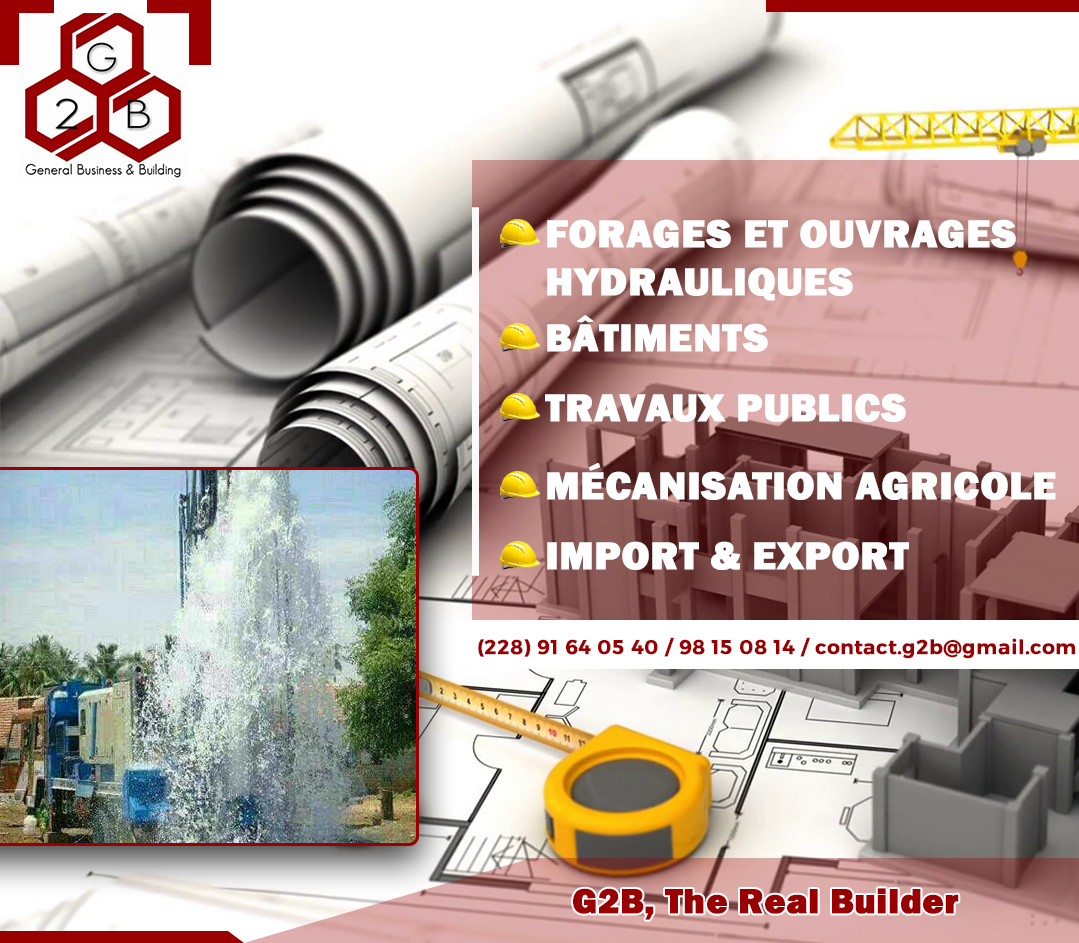 G
2 B
General Business & Building
FORAGES ET OUVRAGES
HYDRAULIQUES
BÂTIMENTS
TRAVAUX PUBLICS
MÉCANISATION AGRICOLE
IMPORT & EXPORT
(228) 91 64 05 40 / 98 15 08 14 / contact.g2b@gmail.com
G2B, The Real Builder